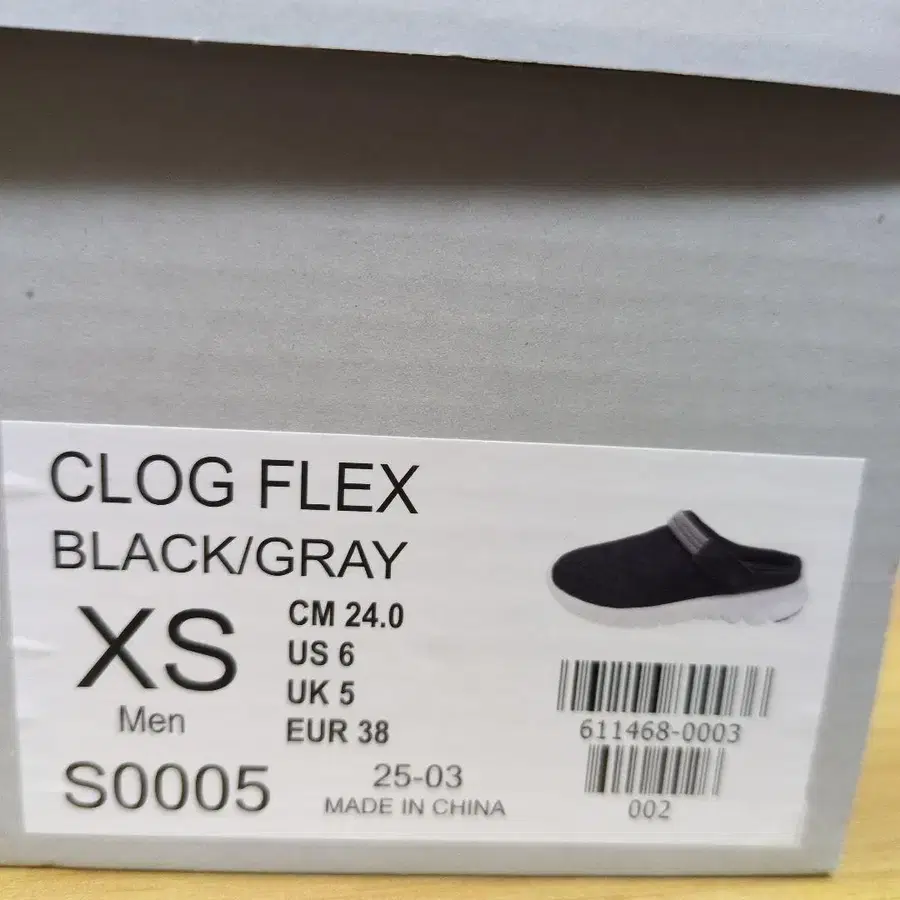 CLOG FLEX
BLACK/GRAY
XS
Men
CM 24.0
US 6
UK 5
EUR 38
S0005
25-03
MADE IN CHINA
611468-0003
002